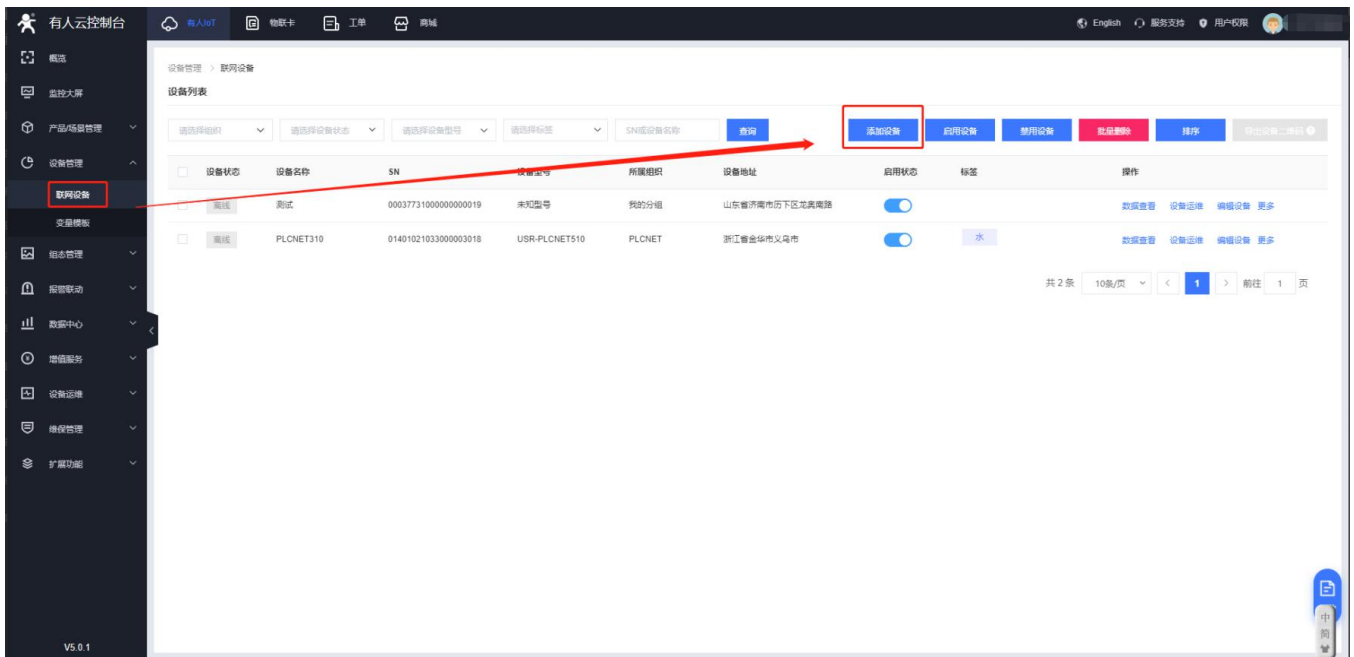 有人云控制台
有人IoT 物联卡 工单 商城 English 服务支持 用户权限
概览
监控大屏
产品/场景管理
设备管理
联网设备
变量模板
组态管理
报警联动
数据中心
增值服务
设备运维
维保管理
扩展功能
V5.0.1
设备管理 > 联网设备
设备列表
请选择组织 请选择设备状态 请选择设备型号 请选择标签 SN或设备名称 查询 添加设备 启用设备 禁用设备 批量删除 排序 导出设备二维码
设备状态 设备名称 SN 设备型号 所属组织 设备地址 启用状态 标签 操作
离线 测试 00037731000000000019 未知型号 我的分组 山东省济南市历下区龙奥南路 数据查看 设备运维 编辑设备 更多
离线 PLCNET310 01401021033000003018 USR-PLCNET510 PLCNET 浙江省金华市义乌市 水 数据查看 设备运维 编辑设备 更多
共 2 条 10条/页 < 1 > 前往 1 页
中
简